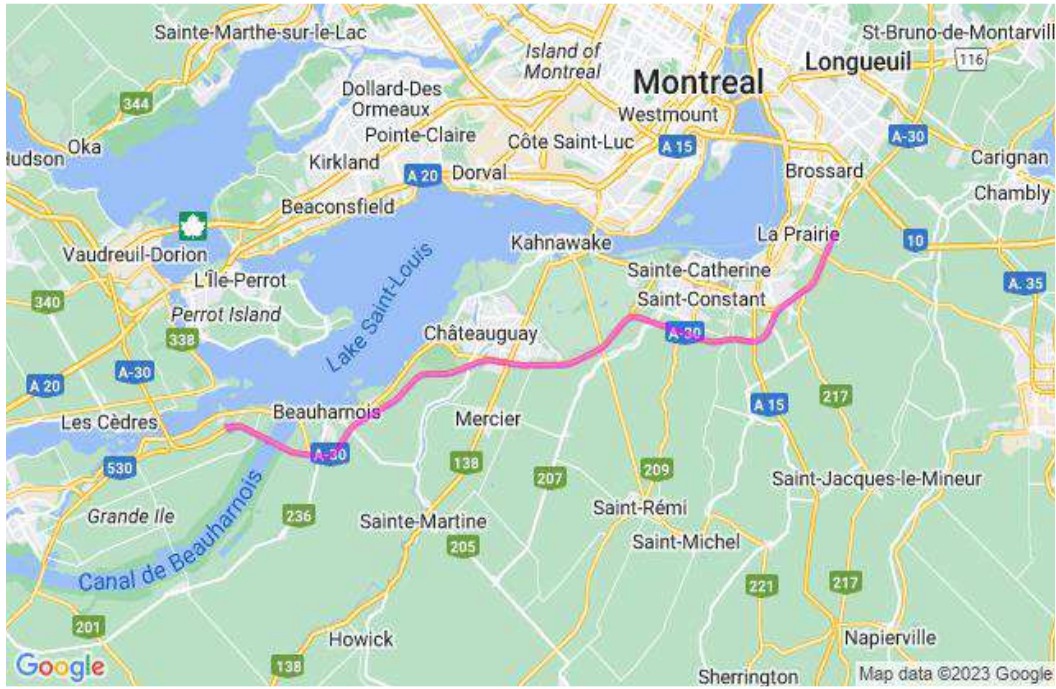 Sainte-Marthe-sur-le-Lac
Island of
Montreal
St-Bruno-de-Montarvill
116
Longueuil
Montreal
Dollard-Des
Ormeaux
344
Westmount
Pointe-Claire
Côte Saint-Luc
A 15
A-30
Hudson
Oka
Kirkland
A 20
Dorval
Brossard
Carignan
Chambly
Beaconsfield
Vaudreuil-Dorion
Kahnawake
La Prairie
10
L'Île-Perrot
Lake Saint-Louis
Sainte-Catherine
Saint-Constant
A. 35
340
Perrot Island
338
Châteauguay
A-30
A 20
A-30
217
A 15
Les Cèdres
Beauharnois
Mercier
A-30
530
138
207
209
Saint-Jacques-le-Mineur
Grande Ile
236
Sainte-Martine
Saint-Rémi
205
Saint-Michel
Canal de Beauharnois
221
217
201
Howick
Napierville
138
Sherrington
Google
Map data ©2023 Google